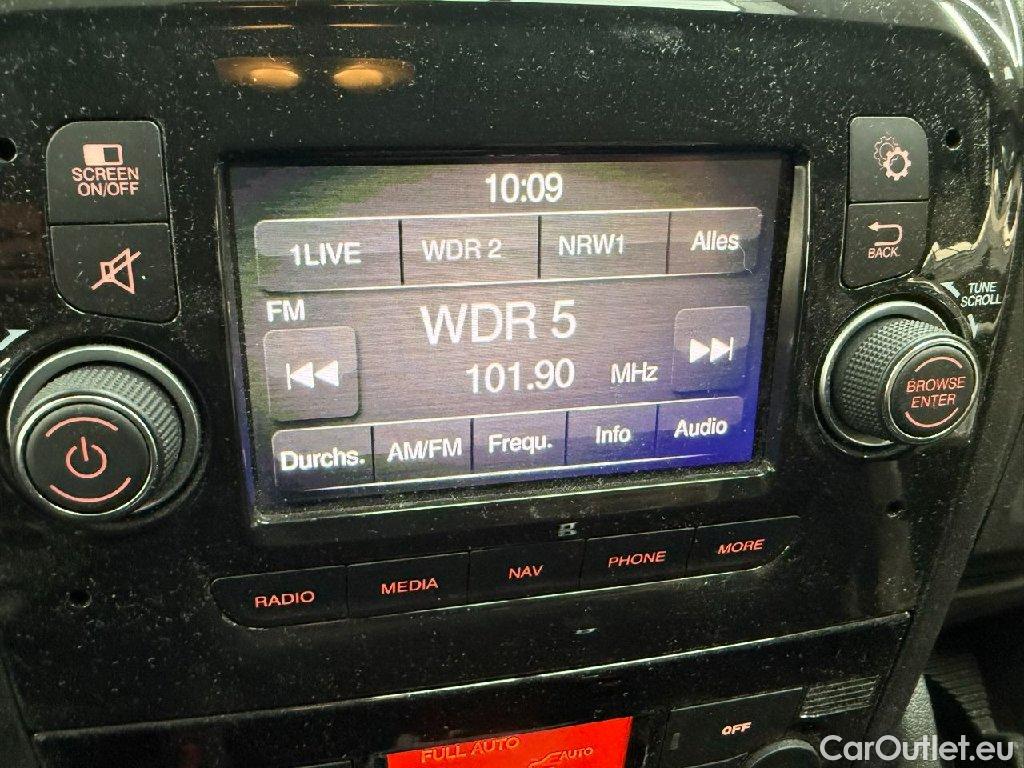 10:09
SCREEN
ON/OFF
1LIVE WDR 2 NRW1 Alles
BACK
FM
WDR 5
101.90 MHz
TUNE
SCROLL
BROWSE
ENTER
Durchs. AM/FM Frequ. Info Audio
RADIO MEDIA NAV PHONE MORE
OFF
FULL AUTO AUTO
CarOutlet.eu